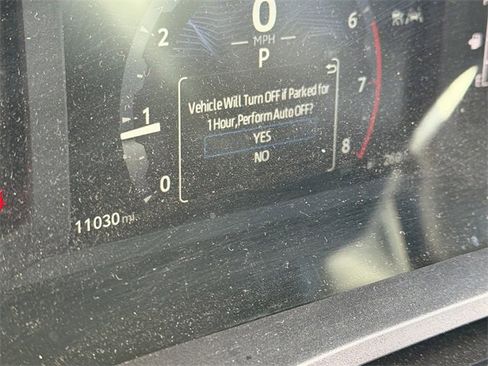 0
MPH
P
Vehicle Will Turn OFF if Parked for
1 Hour,Perform Auto OFF?
YES
NO
2
1
0
6
7
8
11030 mi